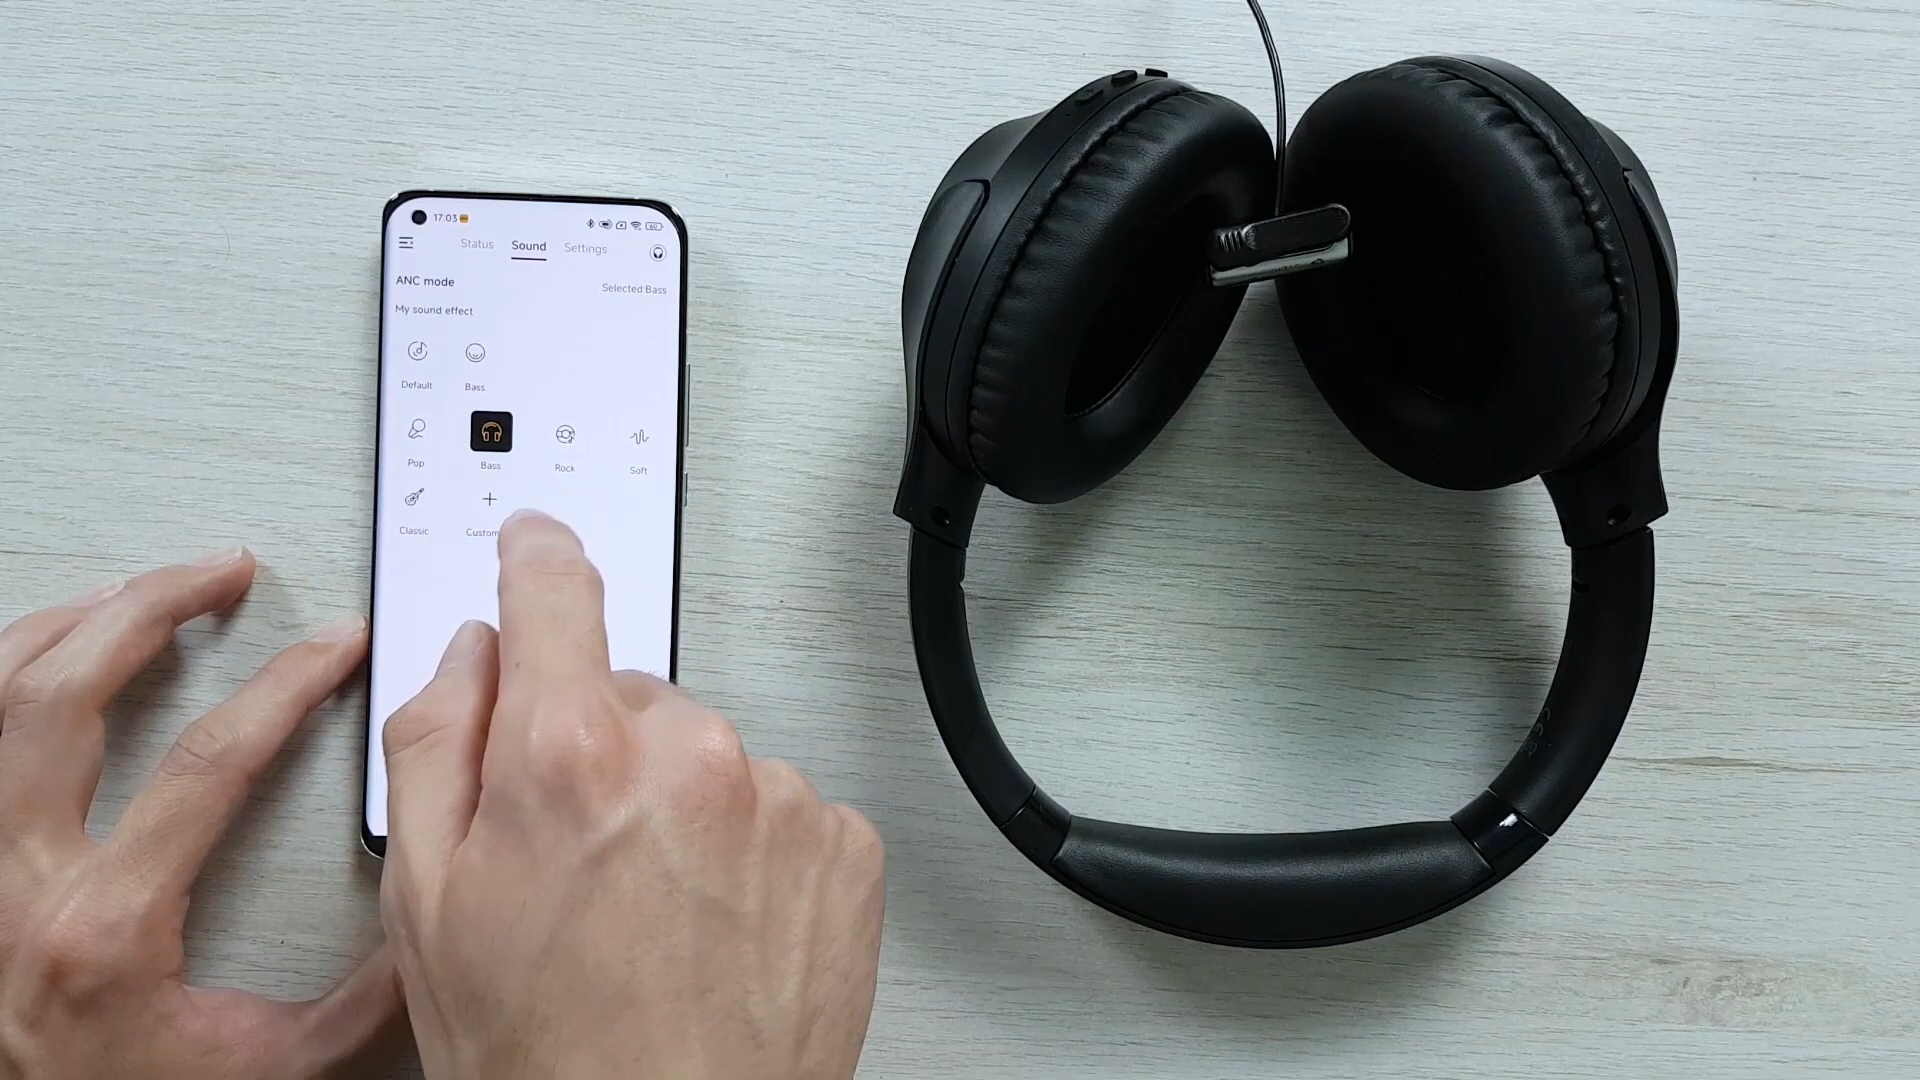 17:03
Status Sound Settings
ANC mode
Selected:Bass
My sound effect
Default Bass
Pop Bass Rock Soft
Classic Custom